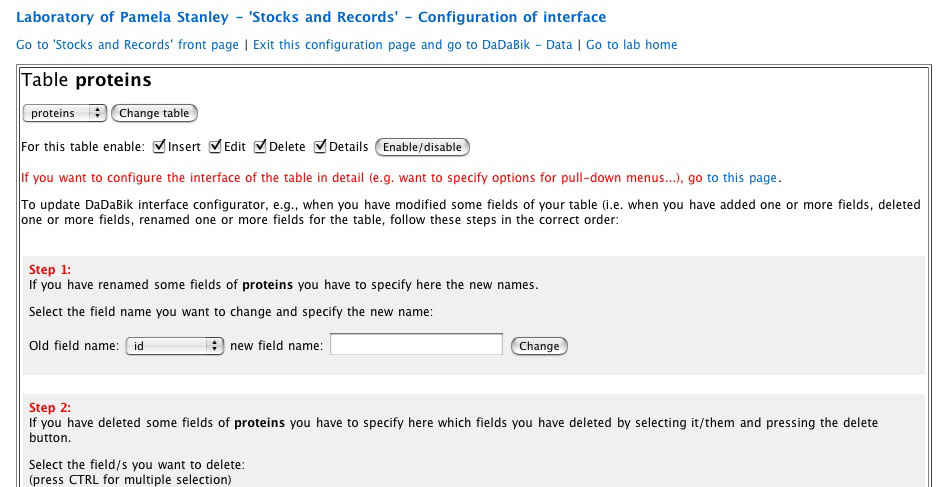 Laboratory of Pamela Stanley - 'Stocks and Records' - Configuration of interface
Go to 'Stocks and Records' front page | Exit this configuration page and go to DaDaBik - Data | Go to lab home
Table proteins
proteins Change table
For this table enable: Insert Edit Delete Details Enable/disable
If you want to configure the interface of the table in detail (e.g. want to specify options for pull-down menus...), go to this page.
To update DaDaBik interface configurator, e.g., when you have modified some fields of your table (i.e. when you have added one or more fields, deleted
one or more fields, renamed one or more fields for the table, follow these steps in the correct order:
Step 1:
If you have renamed some fields of proteins you have to specify here the new names.
Select the field name you want to change and specify the new name:
Old field name: id new field name: Change
Step 2:
If you have deleted some fields of proteins you have to specify here which fields you have deleted by selecting it/them and pressing the delete
button.
Select the field/s you want to delete:
(press CTRL for multiple selection)